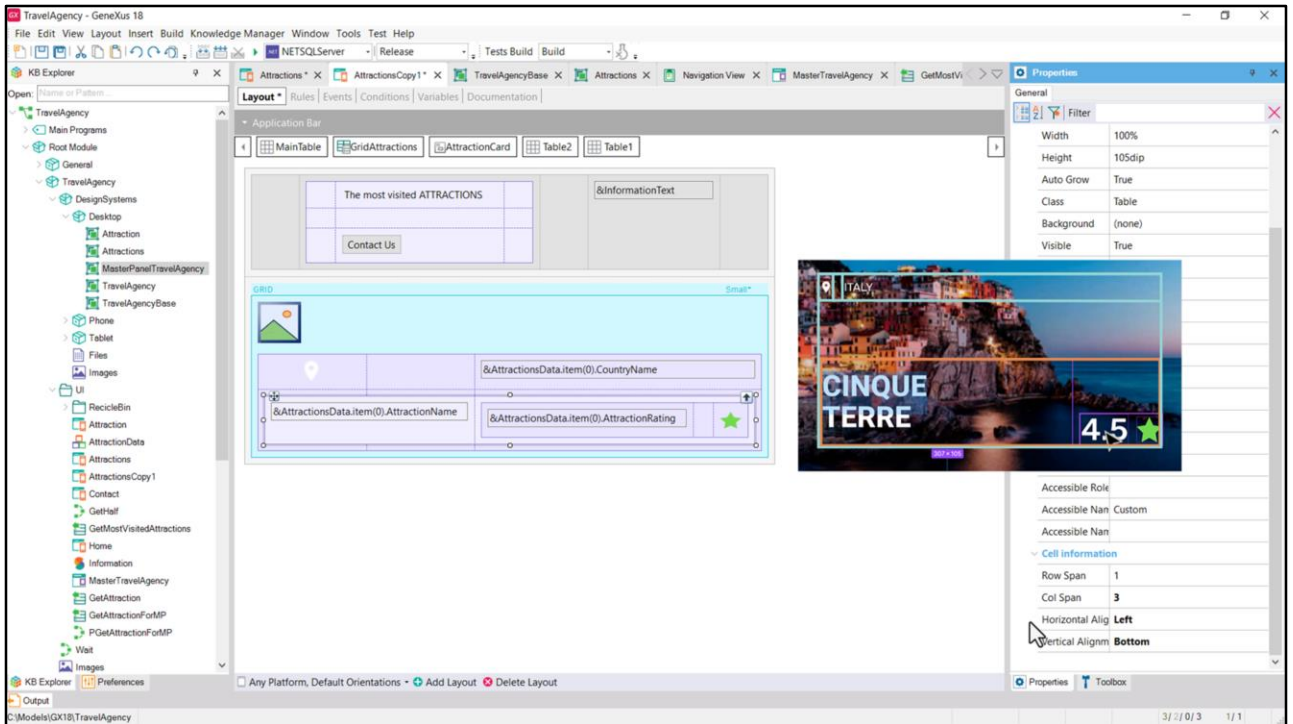 TravelAgency - GeneXus 18
File Edit View Layout Insert Build Knowledge Manager Window Tools Test Help
NETSQLServer Release Tests Build Build
KB Explorer
Open: Name or Pattern...
TravelAgency
Main Programs
Root Module
General
TravelAgency
DesignSystems
Desktop
Attraction
Attractions
MasterPanelTravelAgency
TravelAgency
TravelAgencyBase
Phone
Tablet
Files
Images
UI
RecicleBin
Attraction
AttractionData
Attractions
AttractionsCopy1
Contact
GetHalf
GetMostVisitedAttractions
Home
Information
MasterTravelAgency
GetAttraction
GetAttractionForMP
PGetAttractionForMP
Wait
Images
KB Explorer Preferences
Output
C:\Models\GX18\TravelAgency
Attractions * X AttractionsCopy1 * X TravelAgencyBase X Attractions X Navigation View X MasterTravelAgency X GetMostVi
Layout * Rules Events Conditions Variables Documentation
Application Bar
MainTable GridAttractions AttractionCard Table2 Table1
The most visited ATTRACTIONS
&InformationText
Contact Us
GRID Small*
&AttractionsData.item(0).CountryName
&AttractionsData.item(0).AttractionName
&AttractionsData.item(0).AttractionRating
Any Platform, Default Orientations Add Layout Delete Layout
ITALY
CINQUE
TERRE
4.5
307 × 105
Properties
General
Filter
Width 100%
Height 105dip
Auto Grow True
Class Table
Background (none)
Visible True
Accessible Role
Accessible Nam Custom
Accessible Nam
Cell information
Row Span 1
Col Span 3
Horizontal Alig Left
Vertical Alignm Bottom
Properties Toolbox
3/ 2/ 0/ 3 1/ 1